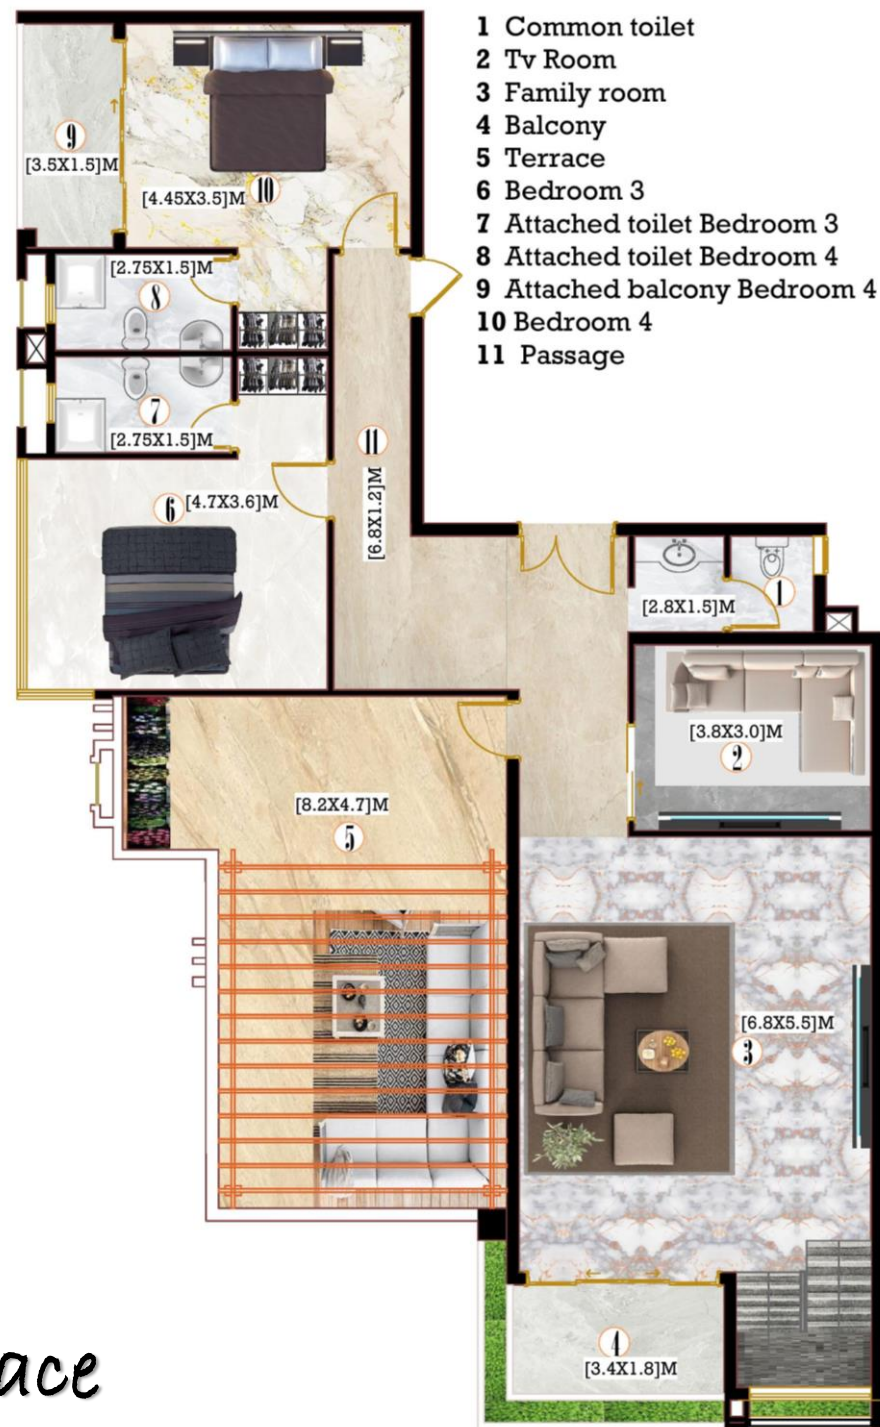 1 Common toilet
2 Tv Room
3 Family room
4 Balcony
5 Terrace
6 Bedroom 3
7 Attached toilet Bedroom 3
8 Attached toilet Bedroom 4
9 Attached balcony Bedroom 4
10 Bedroom 4
11 Passage
9
[3.5X1.5]M
[4.45X3.5]M 10
[2.75X1.5]M
8
7
[2.75X1.5]M
11
[6.8X1.2]M
6 [4.7X3.6]M
1
[2.8X1.5]M
[3.8X3.0]M
2
[8.2X4.7]M
5
[6.8X5.5]M
3
4
[3.4X1.8]M
ace